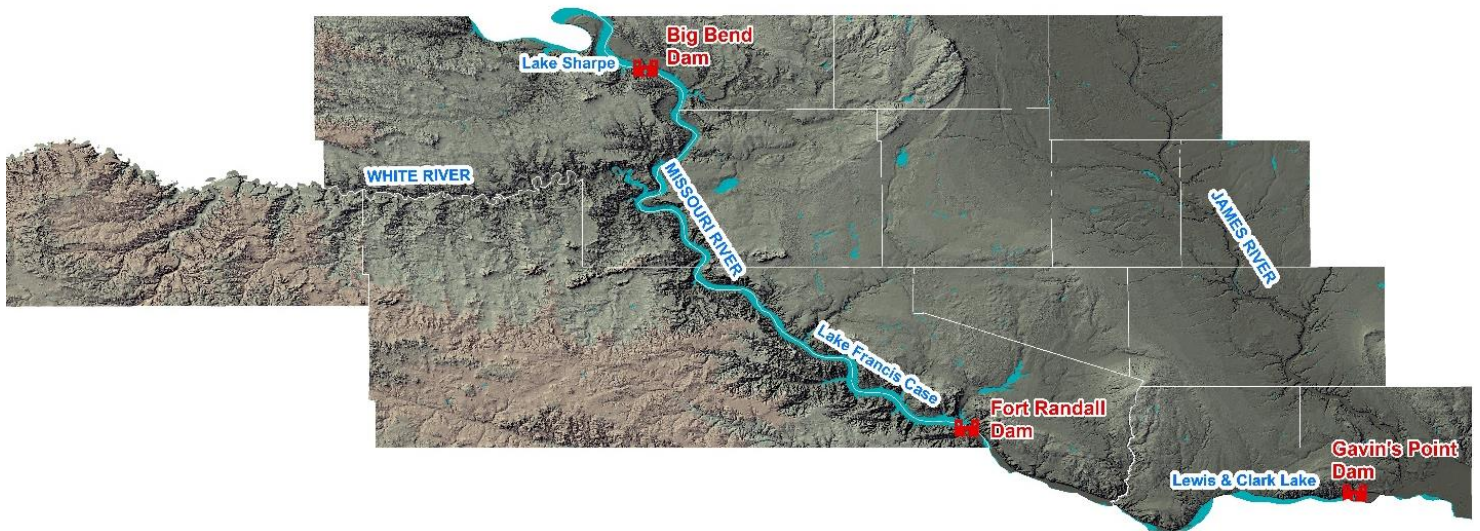 Big Bend
Dam
Lake Sharpe
WHITE RIVER
MISSOURI RIVER
JAMES RIVER
Lake Francis Case
Fort Randall
Dam
Gavin's Point
Dam
Lewis & Clark Lake